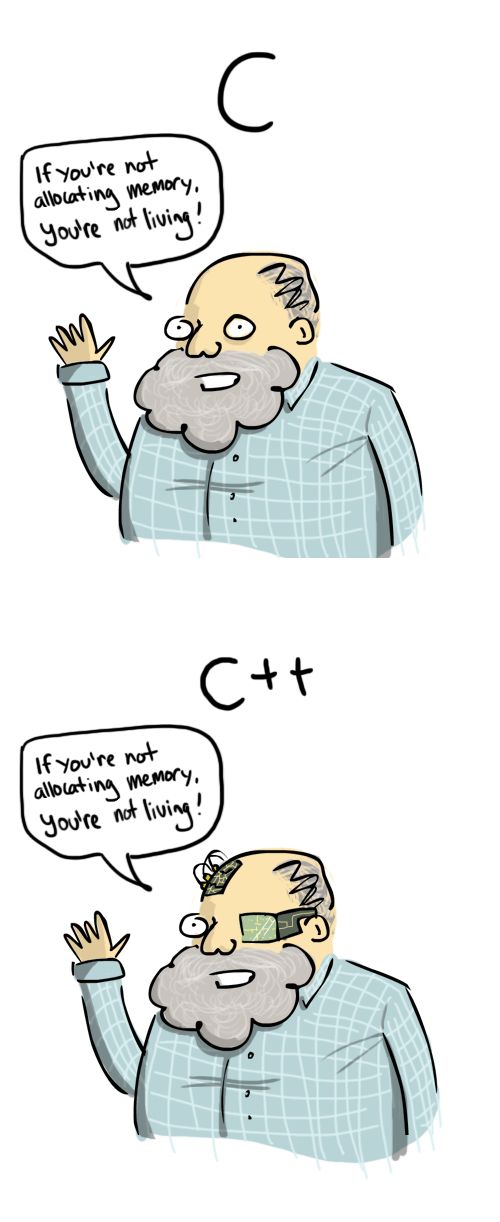 C
If you're not
allocating memory,
you're not living!
C++
If you're not
allocating memory,
you're not living!